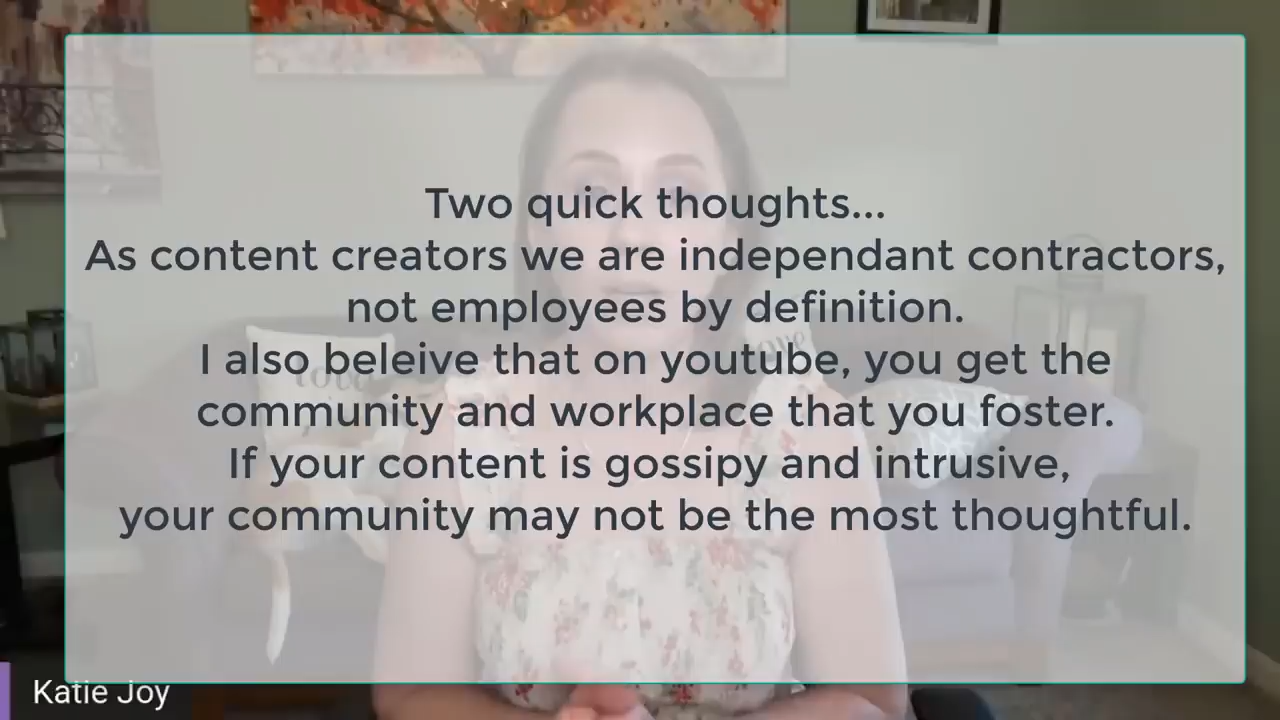 Two quick thoughts...
As content creators we are independant contractors,
not employees by definition.
I also beleive that on youtube, you get the
community and workplace that you foster.
If your content is gossipy and intrusive,
your community may not be the most thoughtful.
love
love
Katie Joy